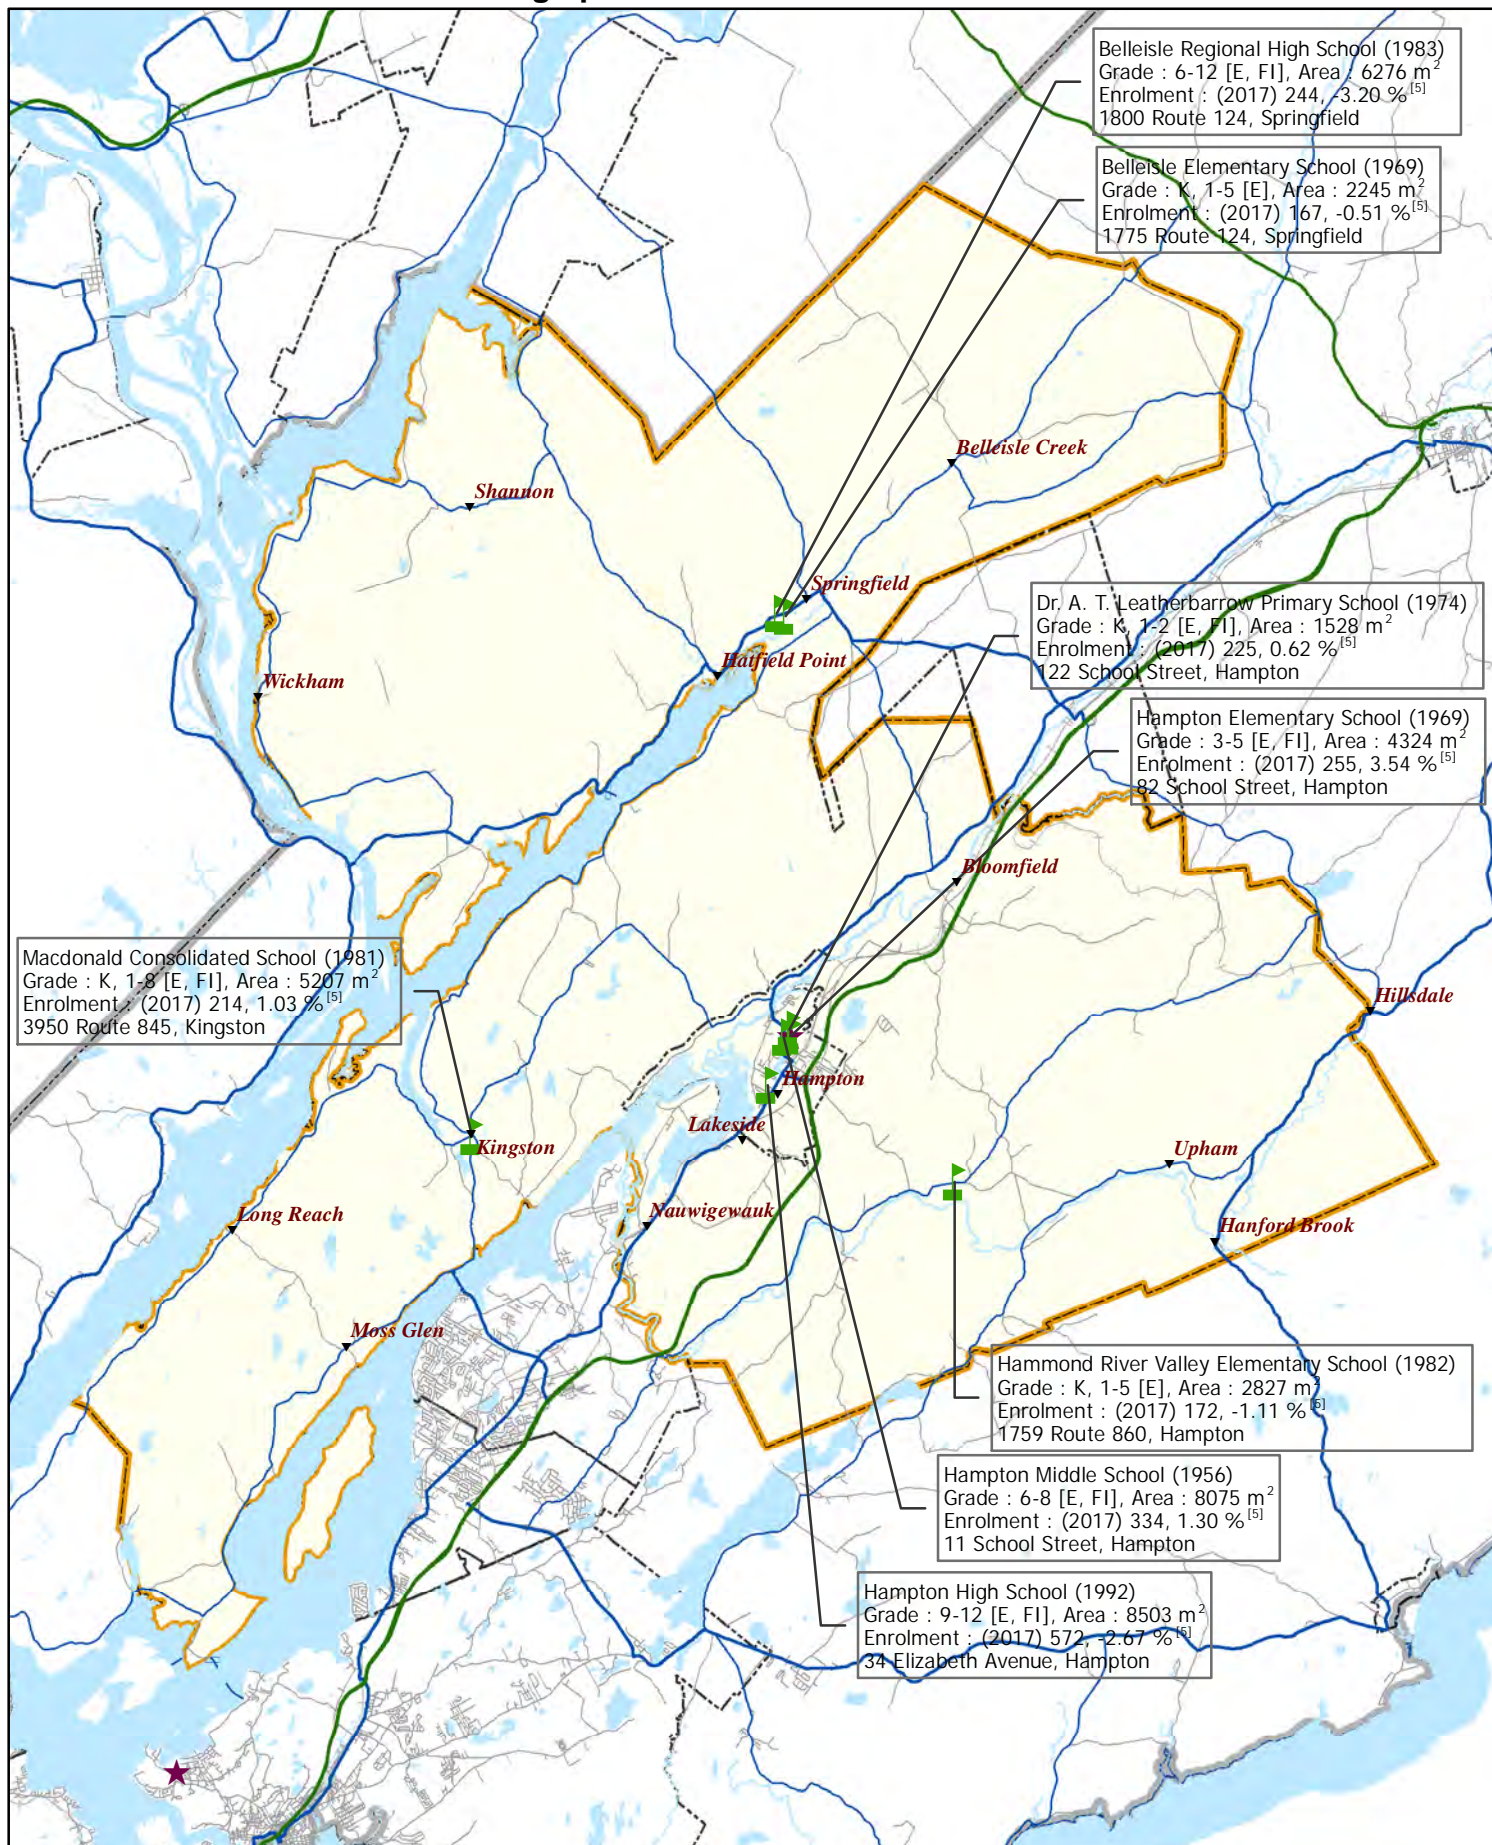 Belleisle Regional High School (1983)
Grade : 6-12 [E, FI], Area : 6276 m²
Enrolment : (2017) 244, -3.20 % [5]
1800 Route 124, Springfield
Belleisle Elementary School (1969)
Grade : K, 1-5 [E], Area : 2245 m²
Enrolment : (2017) 167, -0.51 % [5]
1775 Route 124, Springfield
Belleisle Creek
Shannon
Springfield
Dr. A. T. Leatherbarrow Primary School (1974)
Grade : K, 1-2 [E, FI], Area : 1528 m²
Enrolment : (2017) 225, 0.62 % [5]
122 School Street, Hampton
Hatfield Point
Wickham
Hampton Elementary School (1969)
Grade : 3-5 [E, FI], Area : 4324 m²
Enrolment : (2017) 255, 3.54 % [5]
82 School Street, Hampton
Bloomfield
Macdonald Consolidated School (1981)
Grade : K, 1-8 [E, FI], Area : 5207 m²
Enrolment : (2017) 214, 1.03 % [5]
3950 Route 845, Kingston
Hillsdale
Hampton
Lakeside
Kingston
Upham
Long Reach
Nauwigewauk
Hanford Brook
Moss Glen
Hammond River Valley Elementary School (1982)
Grade : K, 1-5 [E], Area : 2827 m²
Enrolment : (2017) 172, -1.11 % [5]
1759 Route 860, Hampton
Hampton Middle School (1956)
Grade : 6-8 [E, FI], Area : 8075 m²
Enrolment : (2017) 334, 1.30 % [5]
11 School Street, Hampton
Hampton High School (1992)
Grade : 9-12 [E, FI], Area : 8503 m²
Enrolment : (2017) 572, -2.67 % [5]
34 Elizabeth Avenue, Hampton